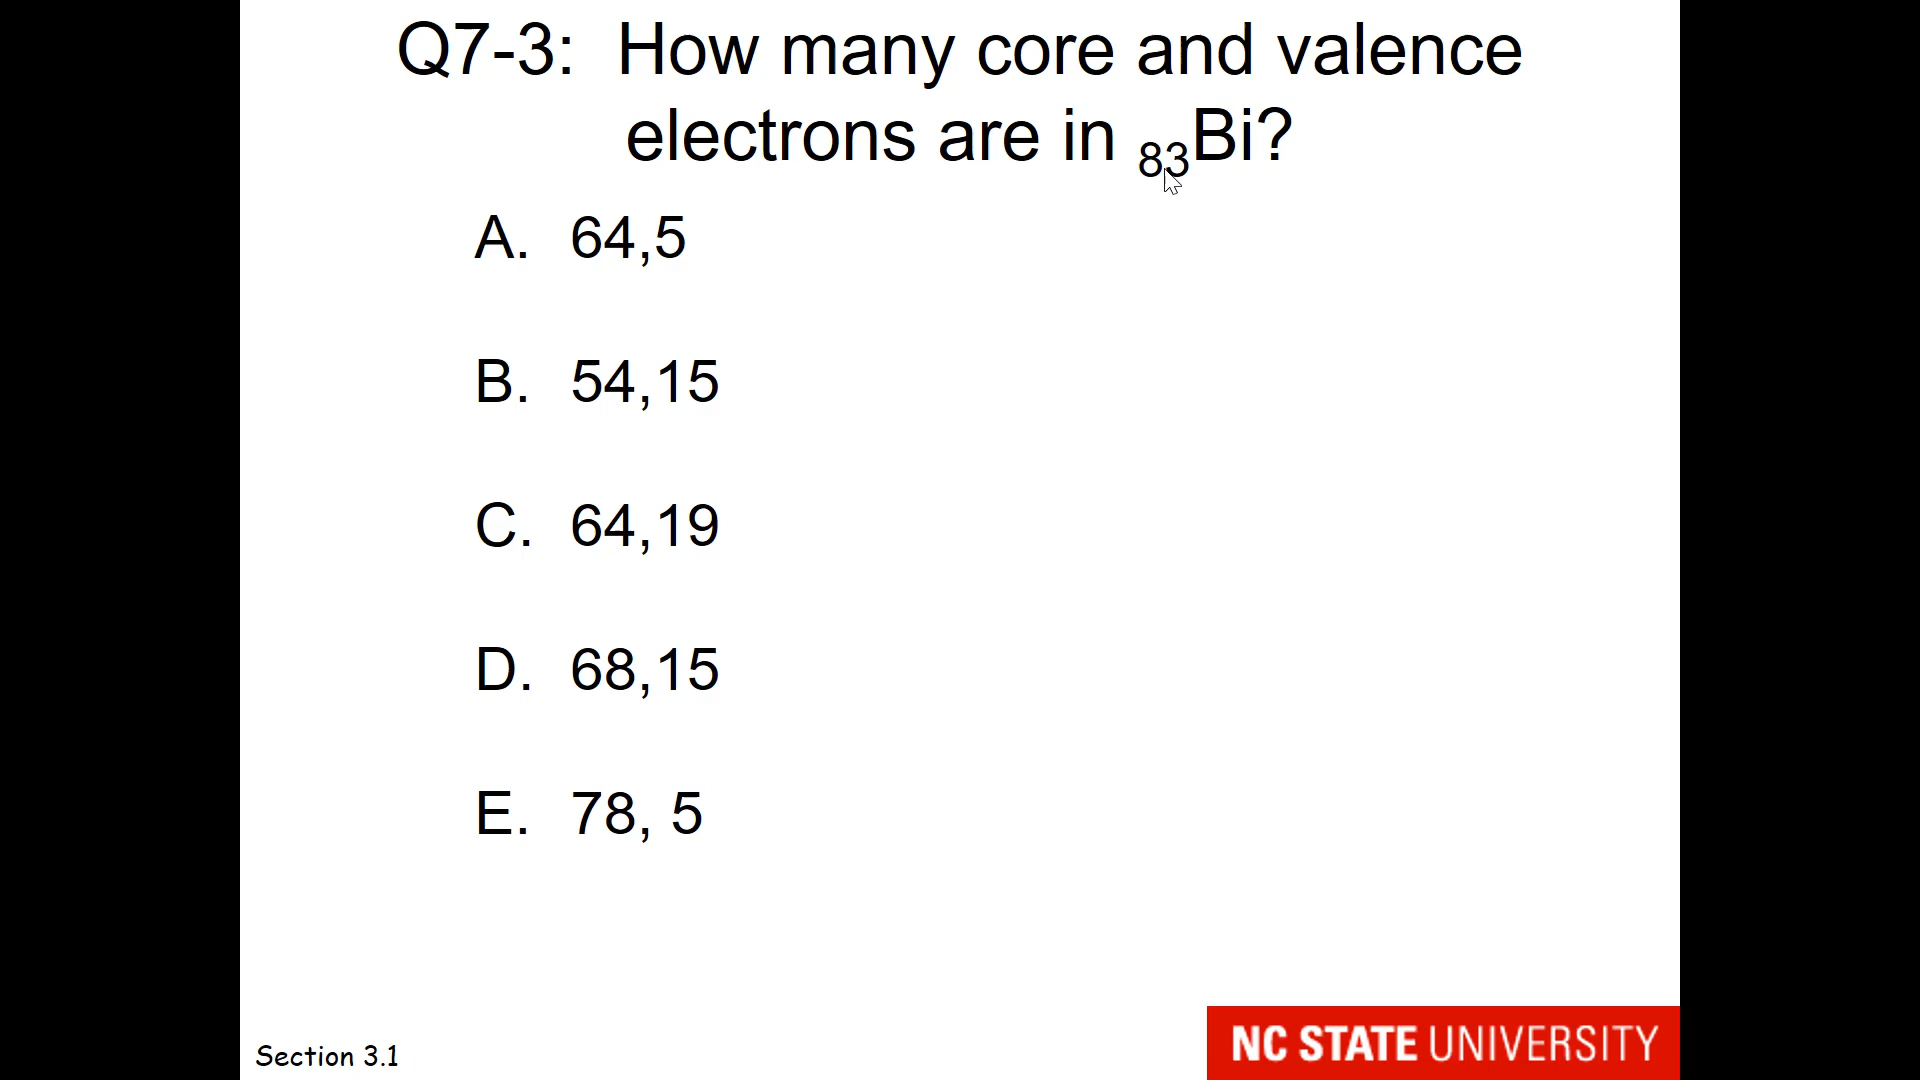 Q7-3: How many core and valence
electrons are in ₈₃Bi?
A. 64,5
B. 54,15
C. 64,19
D. 68,15
E. 78, 5
Section 3.1
NC STATE UNIVERSITY